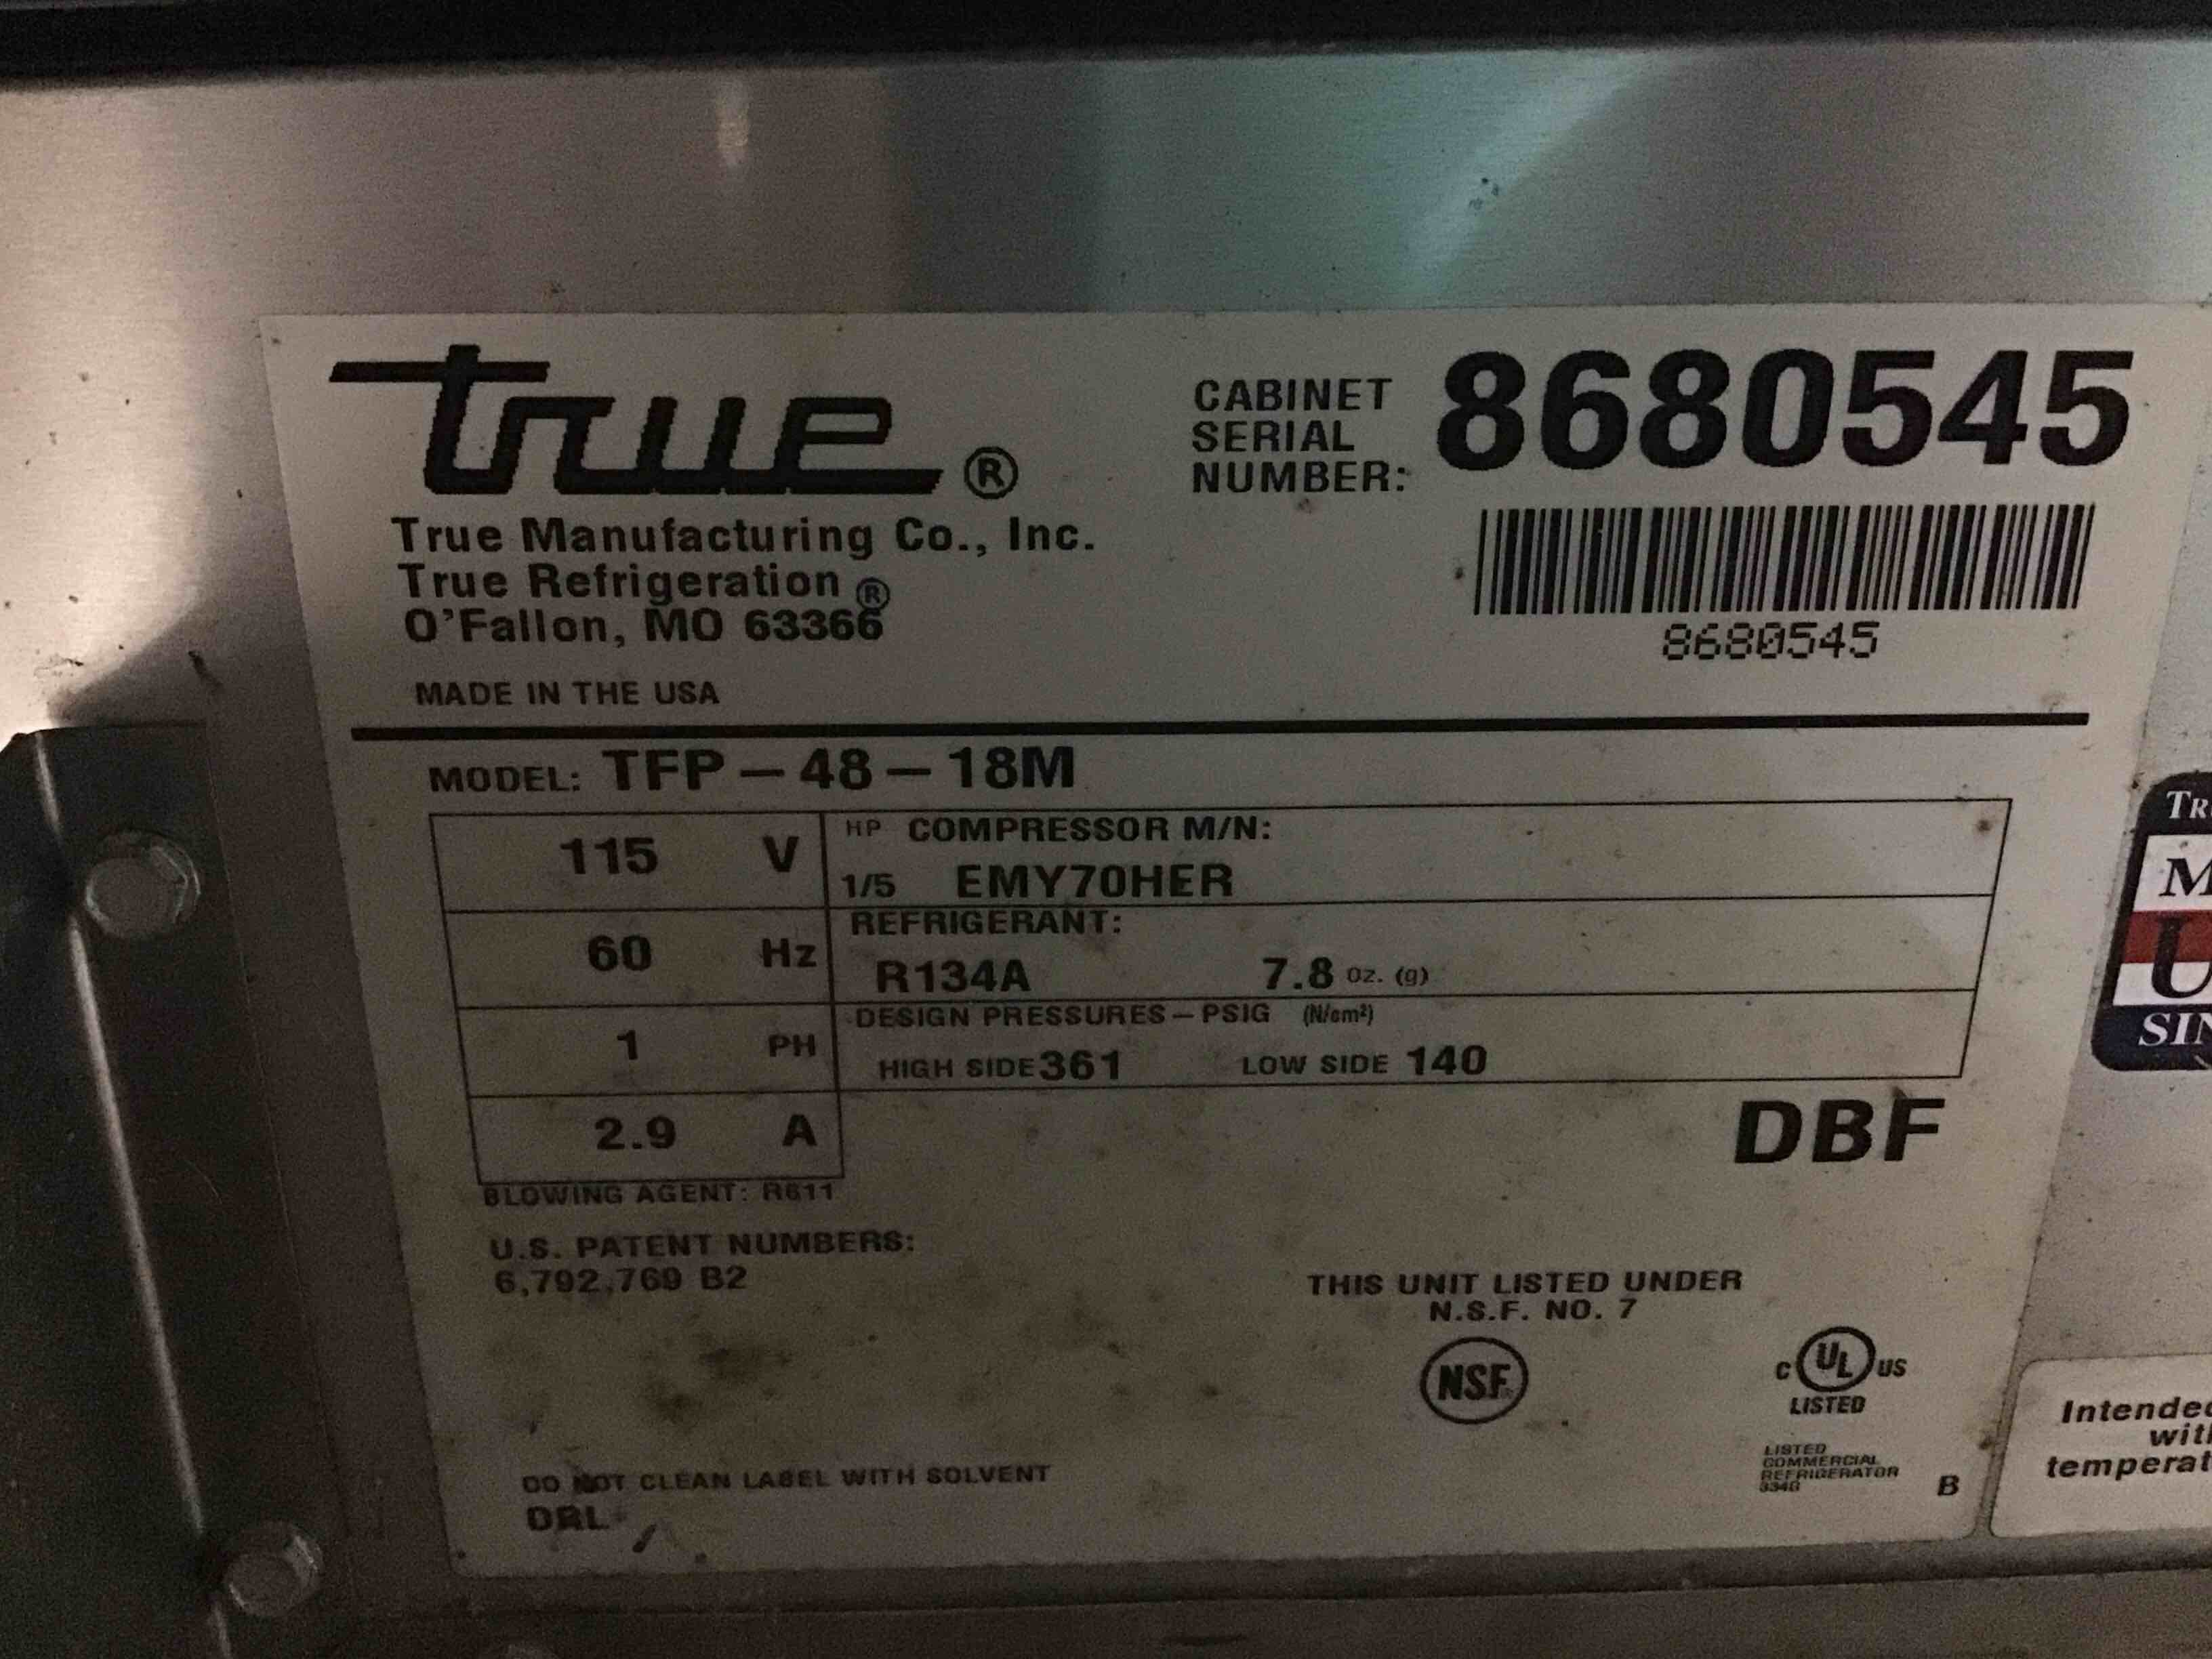 true®
CABINET
SERIAL
NUMBER: 8680545
8680545
True Manufacturing Co., Inc.
True Refrigeration ®
O'Fallon, MO 63366
MADE IN THE USA
MODEL: TFP-48-18M
115 V
60 Hz
1 PH
2.9 A
HP COMPRESSOR M/N:
1/5 EMY70HER
REFRIGERANT:
R134A 7.8 oz. (g)
DESIGN PRESSURES-PSIG (N/cm²)
HIGH SIDE 361 LOW SIDE 140
DBF
BLOWING AGENT: R611
U.S. PATENT NUMBERS:
6,792,769 B2
THIS UNIT LISTED UNDER
N.S.F. NO. 7
NSF
C UL US
LISTED
LISTED
COMMERCIAL
REFRIGERATOR
B
DO NOT CLEAN LABEL WITH SOLVENT
TR
M
U
SIN
Intended
with
temperat